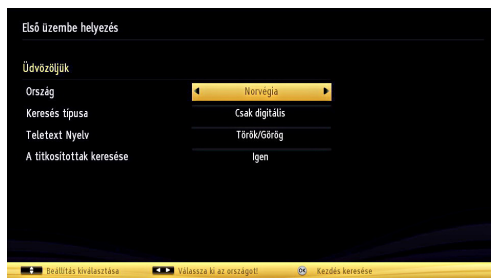 Első üzembe helyezés
Üdvözöljük
Ország Norvégia
Keresés típusa Csak digitális
Teletext Nyelv Török/Görög
A titkosítottak keresése Igen
Beállítás kiválasztása Válassza ki az országot! OK Kezdés keresése